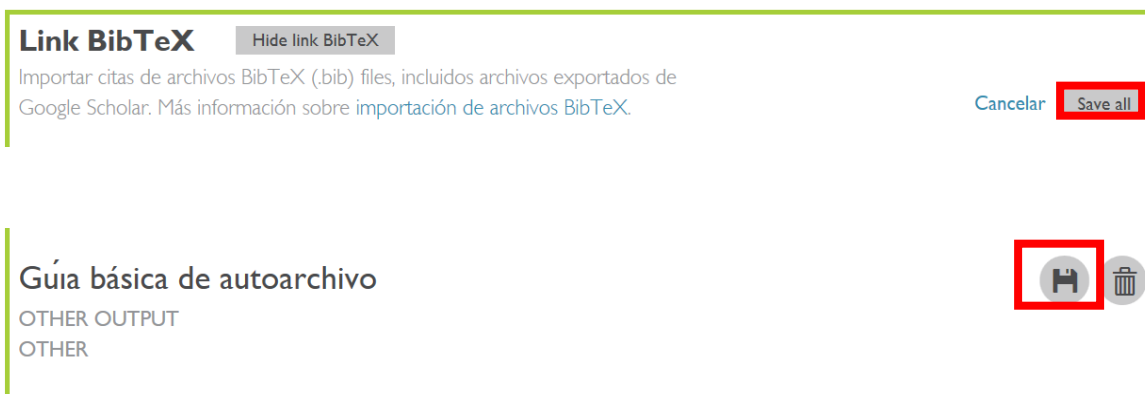 Link BibTeX Hide link BibTeX
Importar citas de archivos BibTeX (.bib) files, incluidos archivos exportados de
Google Scholar. Más información sobre importación de archivos BibTeX.
Cancelar Save all
Guía básica de autoarchivo
OTHER OUTPUT
OTHER